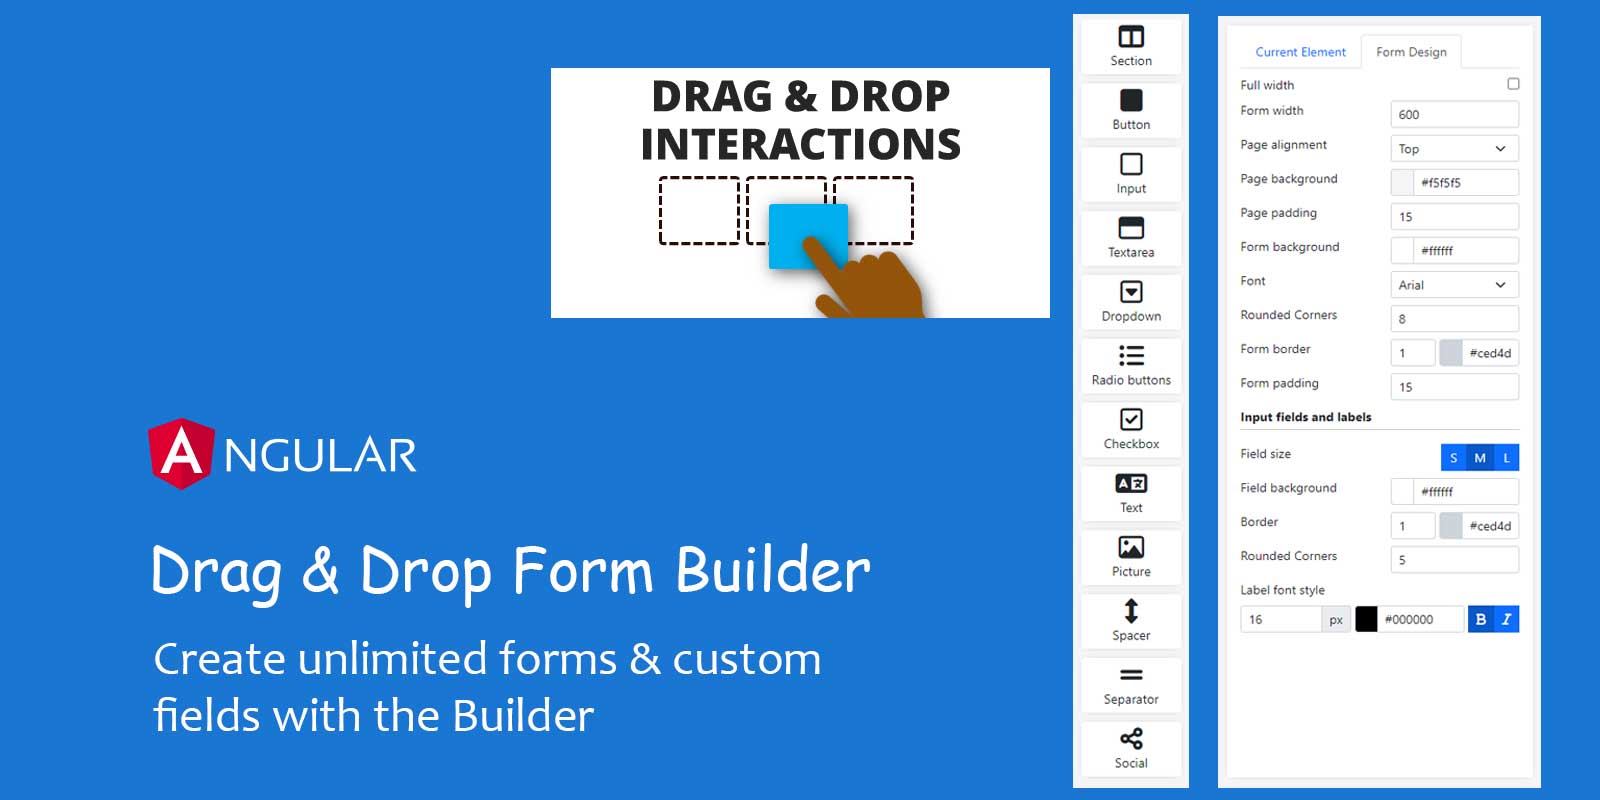 DRAG & DROP
INTERACTIONS
ANGULAR
Drag & Drop Form Builder
Create unlimited forms & custom
fields with the Builder
Section
Button
Input
Textarea
Dropdown
Radio buttons
Checkbox
Text
Picture
Spacer
Separator
Social
Current Element Form Design
Full width
Form width 600
Page alignment Top
Page background #f5f5f5
Page padding 15
Form background #ffffff
Font Arial
Rounded Corners 8
Form border 1 #ced4d
Form padding 15
Input fields and labels
Field size S M L
Field background #ffffff
Border 1 #ced4d
Rounded Corners 5
Label font style
16 px #000000 B I